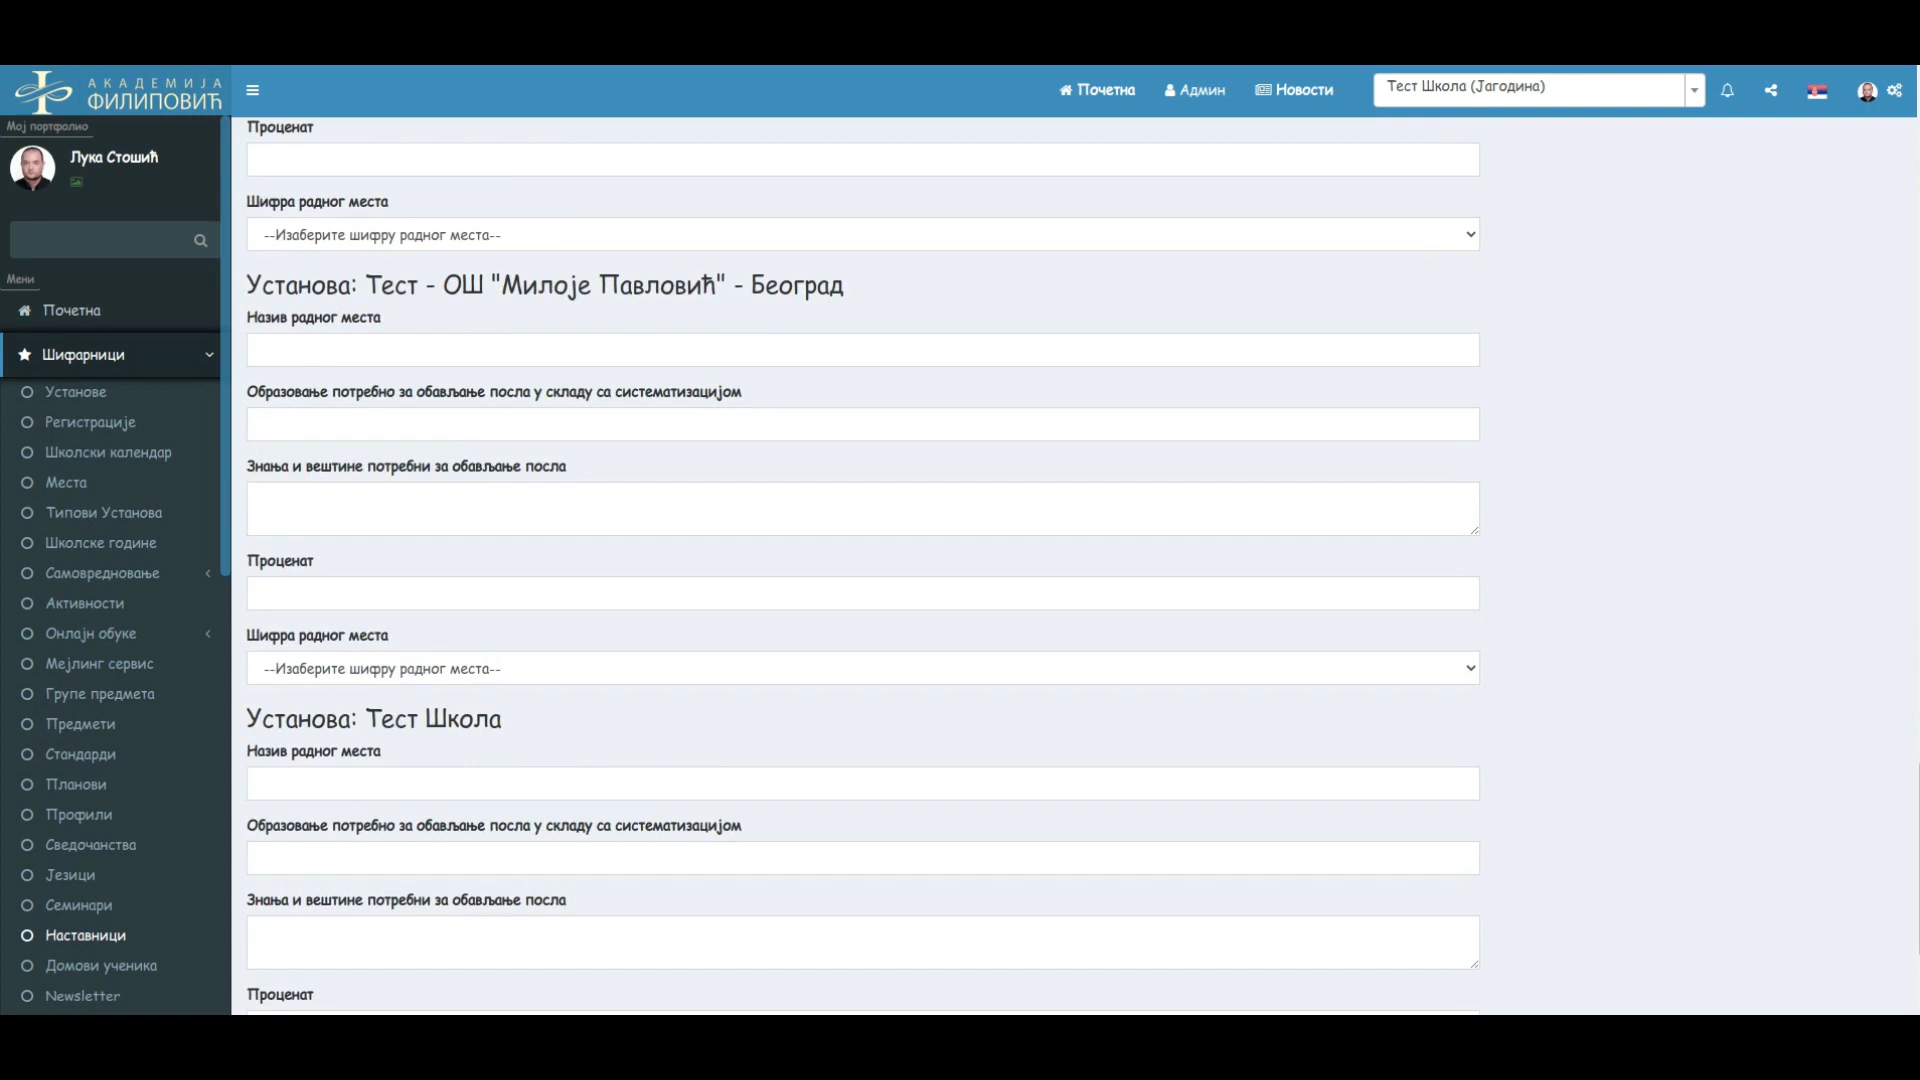 АКАДЕМИЈА
ФИЛИПОВИЋ
Почетна
Админ
Новости
Тест Школа (Јагодина)
Мој портфолио
Лука Стошић
Мени
Почетна
Шифарници
Установе
Регистрације
Школски календар
Места
Типови Установа
Школске године
Самовредновање
Активности
Онлајн обуке
Мејлинг сервис
Групе предмета
Предмети
Стандарди
Планови
Профили
Сведочанства
Језици
Семинари
Наставници
Домови ученика
Newsletter
Проценат
Шифра радног места
--Изаберите шифру радног места--
Установа: Тест - ОШ "Милоје Павловић" - Београд
Назив радног места
Образовање потребно за обављање посла у складу са систематизацијом
Знања и вештине потребни за обављање посла
Проценат
Шифра радног места
--Изаберите шифру радног места--
Установа: Тест Школа
Назив радног места
Образовање потребно за обављање посла у складу са систематизацијом
Знања и вештине потребни за обављање посла
Проценат